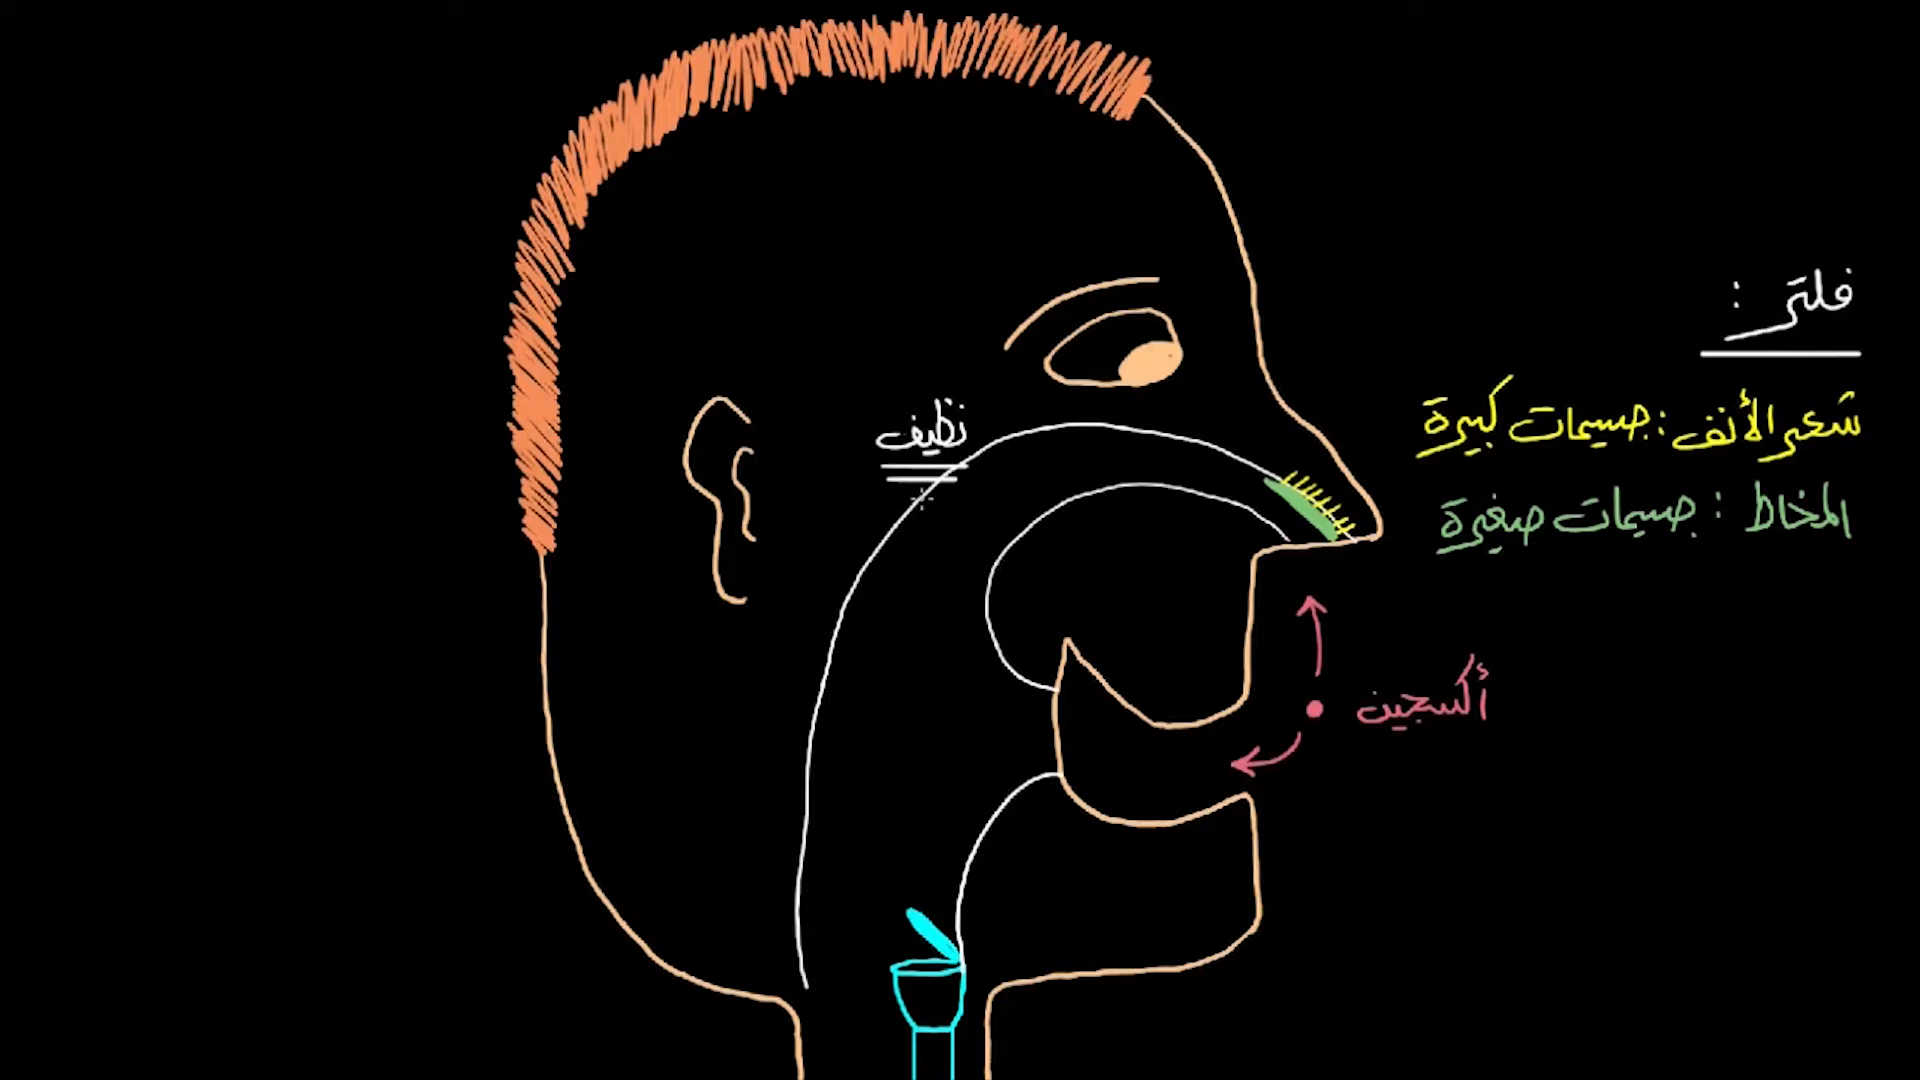 فلتر :
شعر الأنف : جسيمات كبيرة
المخاط : جسيمات صغيرة
نظيف
أكسجين